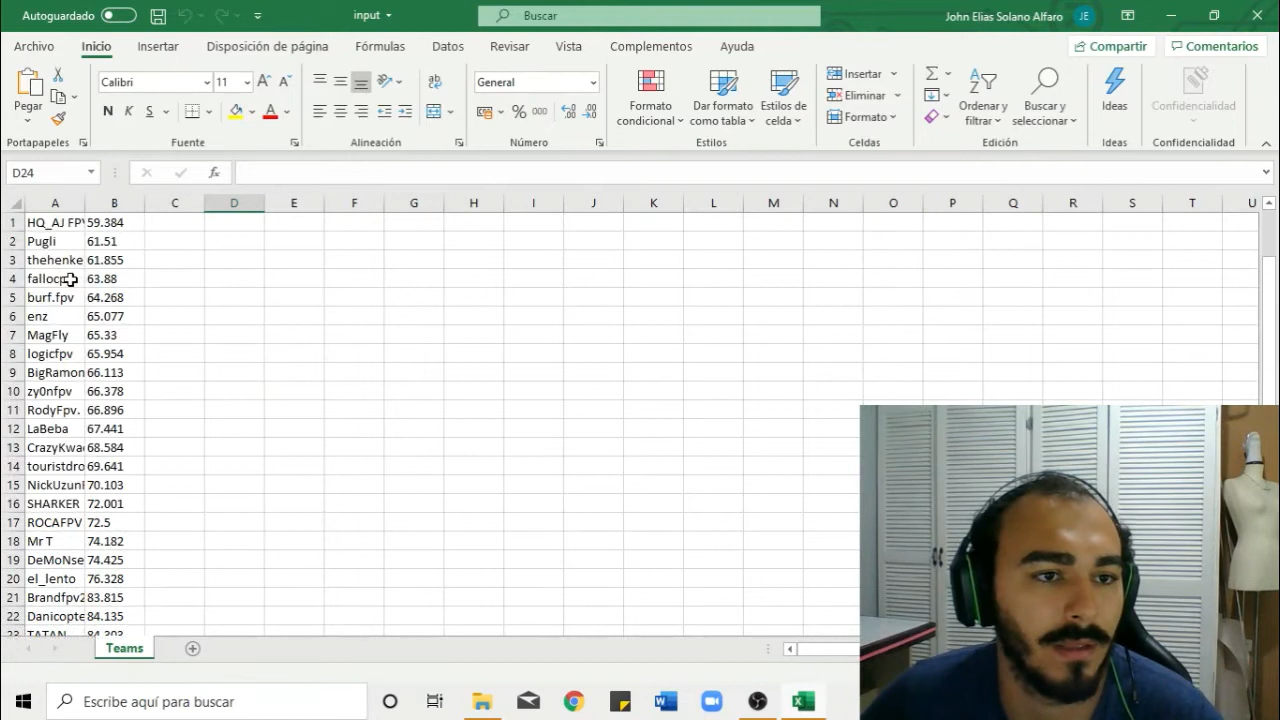 Autoguardado
input
Buscar
John Elias Solano Alfaro
JE
Archivo Inicio Insertar Disposición de página Fórmulas Datos Revisar Vista Complementos Ayuda
Compartir Comentarios
Pegar
Calibri 11
N K S
General
% 000
Formato condicional
Dar formato como tabla
Estilos de celda
Insertar
Eliminar
Formato
Ordenar y filtrar
Buscar y seleccionar
Ideas
Confidencialidad
Portapapeles Fuente Alineación Número Estilos Celdas Edición Ideas Confidencialidad
D24 fx
A B C D E F G H I J K L M N O P Q R S T U
1 HQ_AJ FPV 59.384
2 Pugli 61.51
3 thehenke 61.855
4 63.88
5 burf.fpv 64.268
6 enz 65.077
7 MagFly 65.33
8 logicfpv 65.954
9 BigRamon 66.113
10 zy0nfpv 66.378
11 RodyFpv. 66.896
12 LaBeba 67.441
13 CrazyKwa 68.584
14 touristdro 69.641
15 70.103
16 SHARKER 72.001
17 ROCAFPV 72.5
18 Mr T 74.182
19 DeMoNse 74.425
20 el_lento 76.328
21 Brandfpv2 83.815
22 Danicopte 84.135
23 TATAN 84.303
Teams
Escribe aquí para buscar